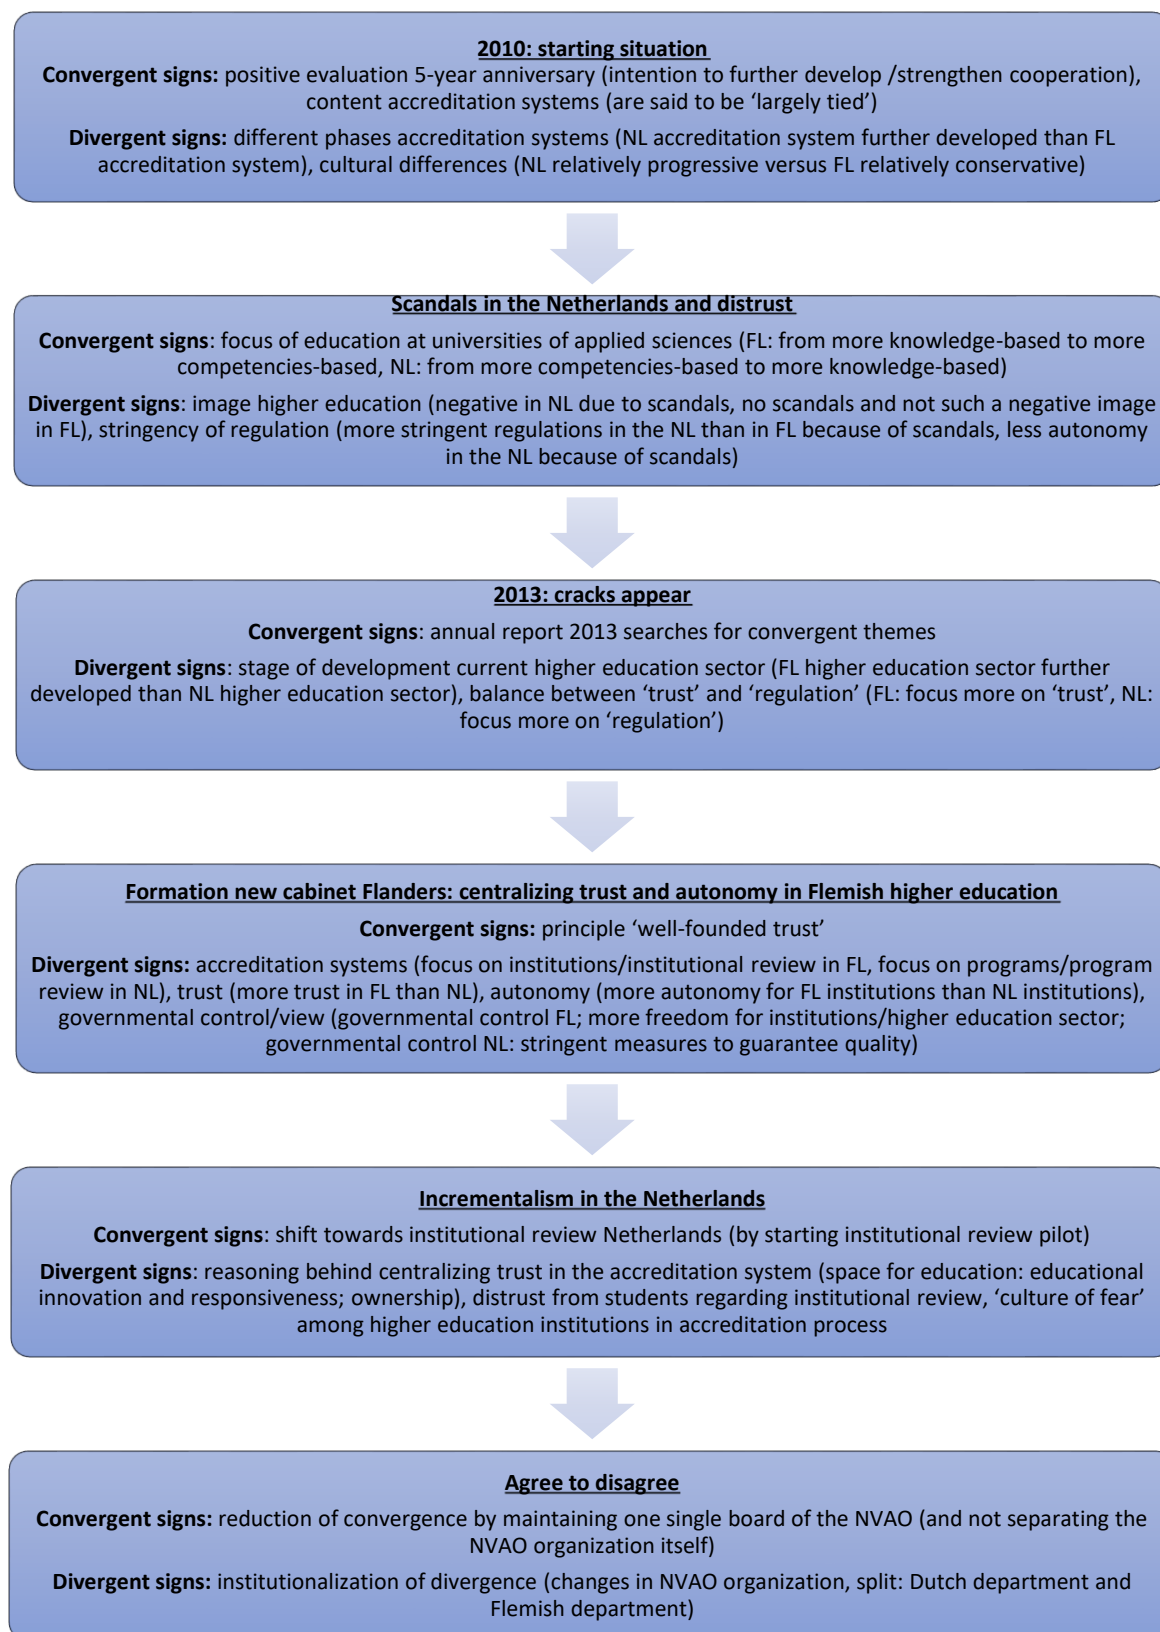 2010: starting situation
Convergent signs: positive evaluation 5-year anniversary (intention to further develop /strengthen cooperation),
content accreditation systems (are said to be ‘largely tied’)
Divergent signs: different phases accreditation systems (NL accreditation system further developed than FL
accreditation system), cultural differences (NL relatively progressive versus FL relatively conservative)
Scandals in the Netherlands and distrust
Convergent signs: focus of education at universities of applied sciences (FL: from more knowledge-based to more
competencies-based, NL: from more competencies-based to more knowledge-based)
Divergent signs: image higher education (negative in NL due to scandals, no scandals and not such a negative image
in FL), stringency of regulation (more stringent regulations in the NL than in FL because of scandals, less autonomy
in the NL because of scandals)
2013: cracks appear
Convergent signs: annual report 2013 searches for convergent themes
Divergent signs: stage of development current higher education sector (FL higher education sector further
developed than NL higher education sector), balance between ‘trust’ and ‘regulation’ (FL: focus more on ‘trust’, NL:
focus more on ‘regulation’)
Formation new cabinet Flanders: centralizing trust and autonomy in Flemish higher education
Convergent signs: principle ‘well-founded trust’
Divergent signs: accreditation systems (focus on institutions/institutional review in FL, focus on programs/program
review in NL), trust (more trust in FL than NL), autonomy (more autonomy for FL institutions than NL institutions),
governmental control/view (governmental control FL; more freedom for institutions/higher education sector;
governmental control NL: stringent measures to guarantee quality)
Incrementalism in the Netherlands
Convergent signs: shift towards institutional review Netherlands (by starting institutional review pilot)
Divergent signs: reasoning behind centralizing trust in the accreditation system (space for education: educational
innovation and responsiveness; ownership), distrust from students regarding institutional review, ‘culture of fear’
among higher education institutions in accreditation process
Agree to disagree
Convergent signs: reduction of convergence by maintaining one single board of the NVAO (and not separating the
NVAO organization itself)
Divergent signs: institutionalization of divergence (changes in NVAO organization, split: Dutch department and
Flemish department)